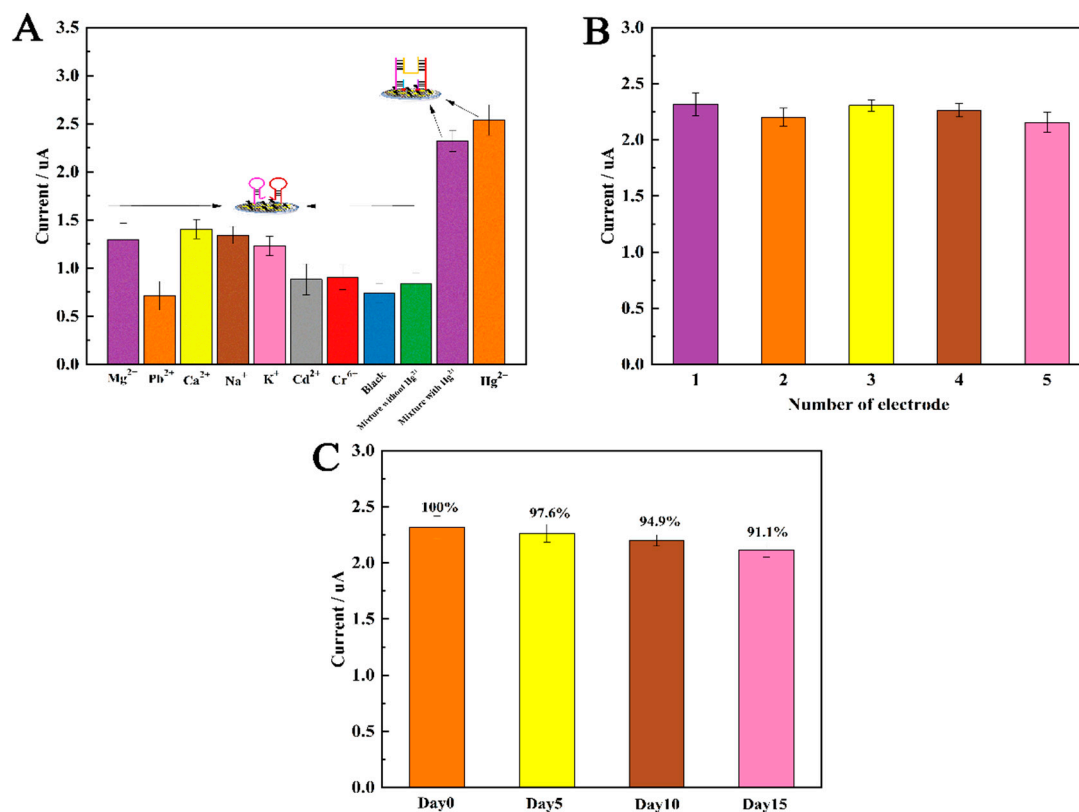 A
3.5
3.0
2.5
2.0
1.5
1.0
0.5
0.0
Current / uA
Mg²⁻ Pb²⁺ Ca²⁺ Na⁺ K⁺ Cd²⁺ Cr⁶⁻ Black Mixture without Hg²⁺ Mixture with Hg²⁺ Hg²⁻
B
3.0
2.5
2.0
1.5
1.0
0.5
0.0
Current / uA
1 2 3 4 5
Number of electrode
C
3.0
2.5
2.0
1.5
1.0
0.5
0.0
Current / uA
100% 97.6% 94.9% 91.1%
Day0 Day5 Day10 Day15